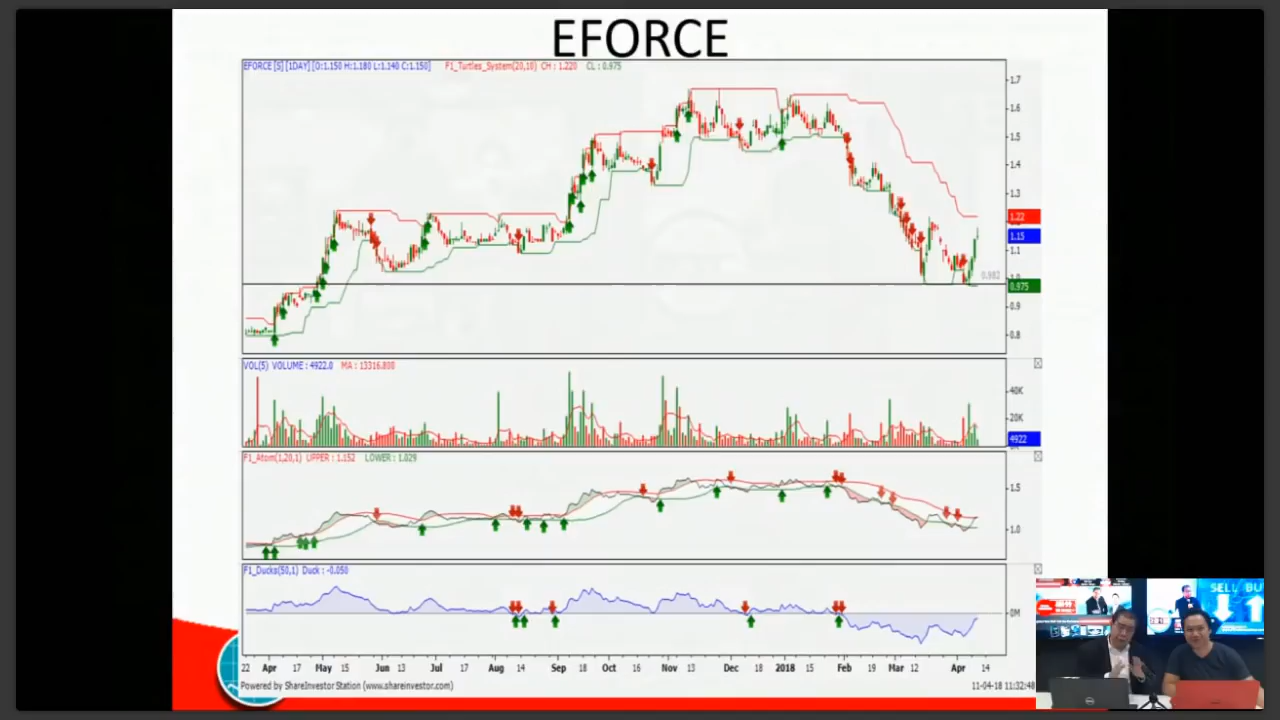 EFORCE
EFORCE [S] [1DAY] [O:1.150 H:1.180 L:1.140 C:1.150] F1_Turtles_System(20,10) CH : 1.220 CL : 0.975
1.7
1.6
1.5
1.4
1.3
1.22
1.15
1.1
0.982
1.0
0.975
0.9
0.8
VOL(5) VOLUME : 4922.0 MA : 13316.800
40K
20K
4922
F1_Atom(1,20,1) UPPER : 1.152 LOWER : 1.029
1.5
1.0
F1_Ducks(50,1) Duck : -0.050
0M
22 Apr 17 May 15 Jun 13 Jul 17 Aug 14 Sep 18 Oct 16 Nov 13 Dec 18 2018 15 Feb 19 Mar 12 Apr 14
Powered by ShareInvestor Station (www.shareinvestor.com)
11-04-18 11:32:48
SELL BU